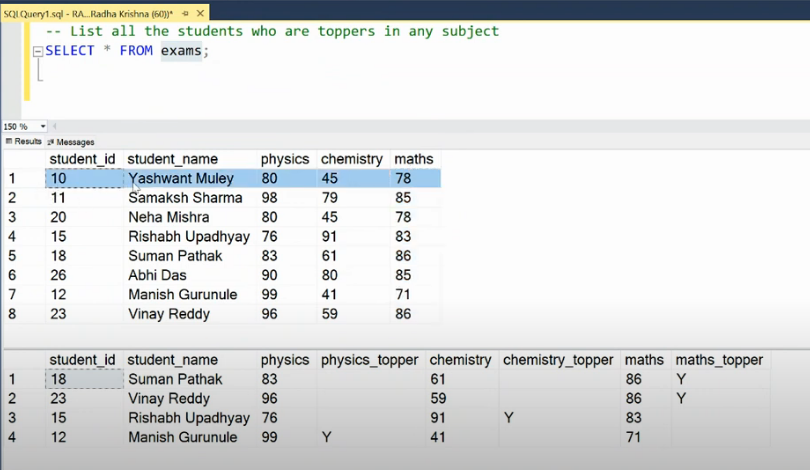 SQLQuery1.sql - RA...Radha Krishna (60))*
-- List all the students who are toppers in any subject
SELECT * FROM exams;
150 %
Results Messages
student_id student_name physics chemistry maths
1 10 Yashwant Muley 80 45 78
2 11 Samaksh Sharma 98 79 85
3 20 Neha Mishra 80 45 78
4 15 Rishabh Upadhyay 76 91 83
5 18 Suman Pathak 83 61 86
6 26 Abhi Das 90 80 85
7 12 Manish Gurunule 99 41 71
8 23 Vinay Reddy 96 59 86
student_id student_name physics physics_topper chemistry chemistry_topper maths maths_topper
1 18 Suman Pathak 83 61 86 Y
2 23 Vinay Reddy 96 59 86 Y
3 15 Rishabh Upadhyay 76 91 Y 83
4 12 Manish Gurunule 99 Y 41 71